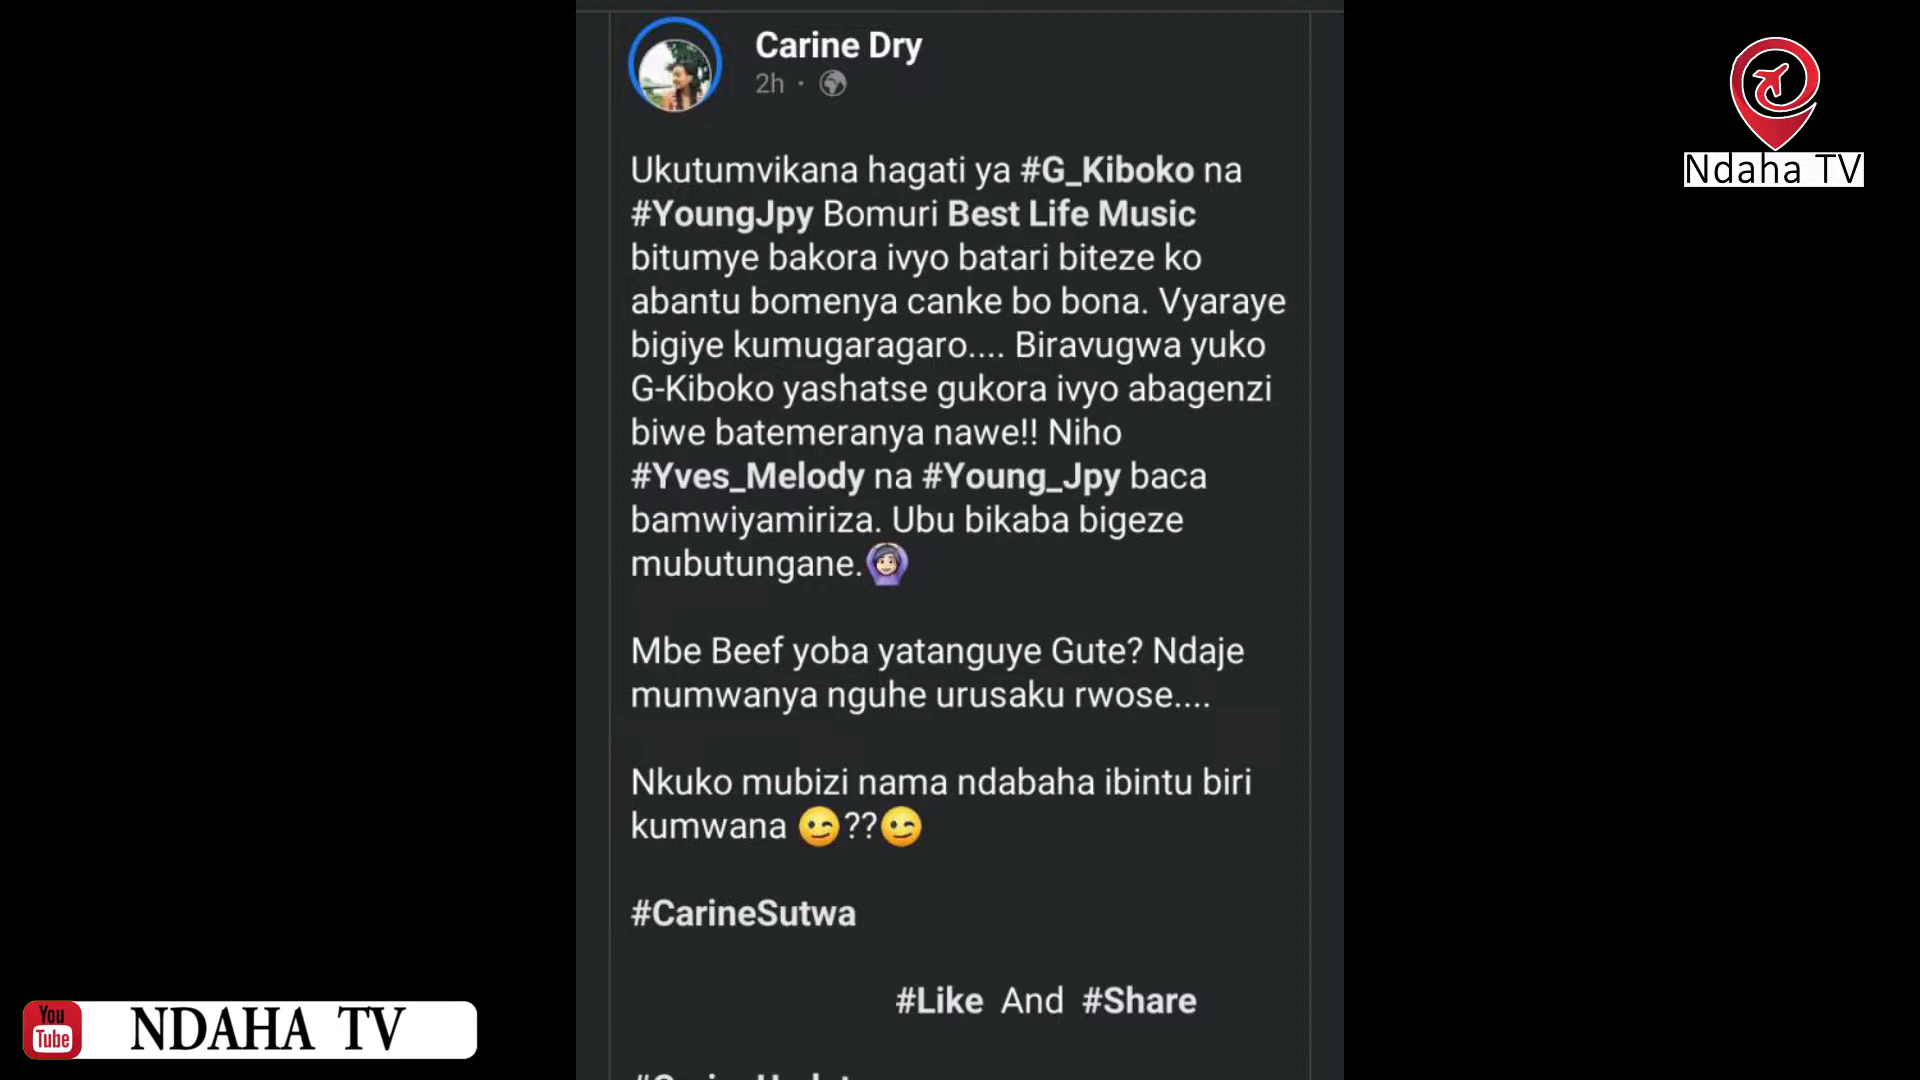 Carine Dry
2h ·
Ndaha TV
Ukutumvikana hagati ya #G_Kiboko na
#YoungJpy Bomuri Best Life Music
bitumye bakora ivyo batari biteze ko
abantu bomenya canke bo bona. Vyaraye
bigiye kumugaragaro.... Biravugwa yuko
G-Kiboko yashatse gukora ivyo abagenzi
biwe batemeranya nawe!! Niho
#Yves_Melody na #Young_Jpy baca
bamwiyamiriza. Ubu bikaba bigeze
mubutungane.🙆🏻
Mbe Beef yoba yatanguye Gute? Ndaje
mumwanya nguhe urusaku rwose....
Nkuko mubizi nama ndabaha ibintu biri
kumwana 😉??😉
#CarineSutwa
#Like And #Share
You
Tube
NDAHA TV